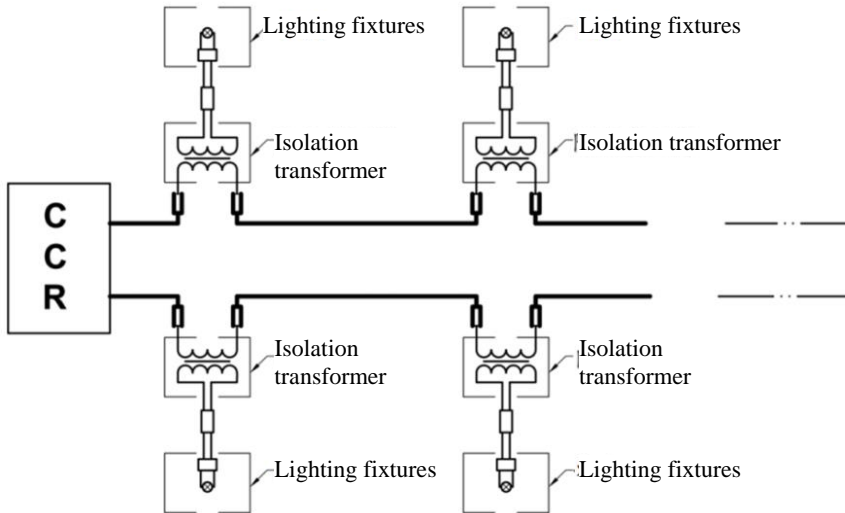 Lighting fixtures
Lighting fixtures
Isolation
transformer
Isolation transformer
C
C
R
Isolation
transformer
Isolation
transformer
Lighting fixtures
Lighting fixtures